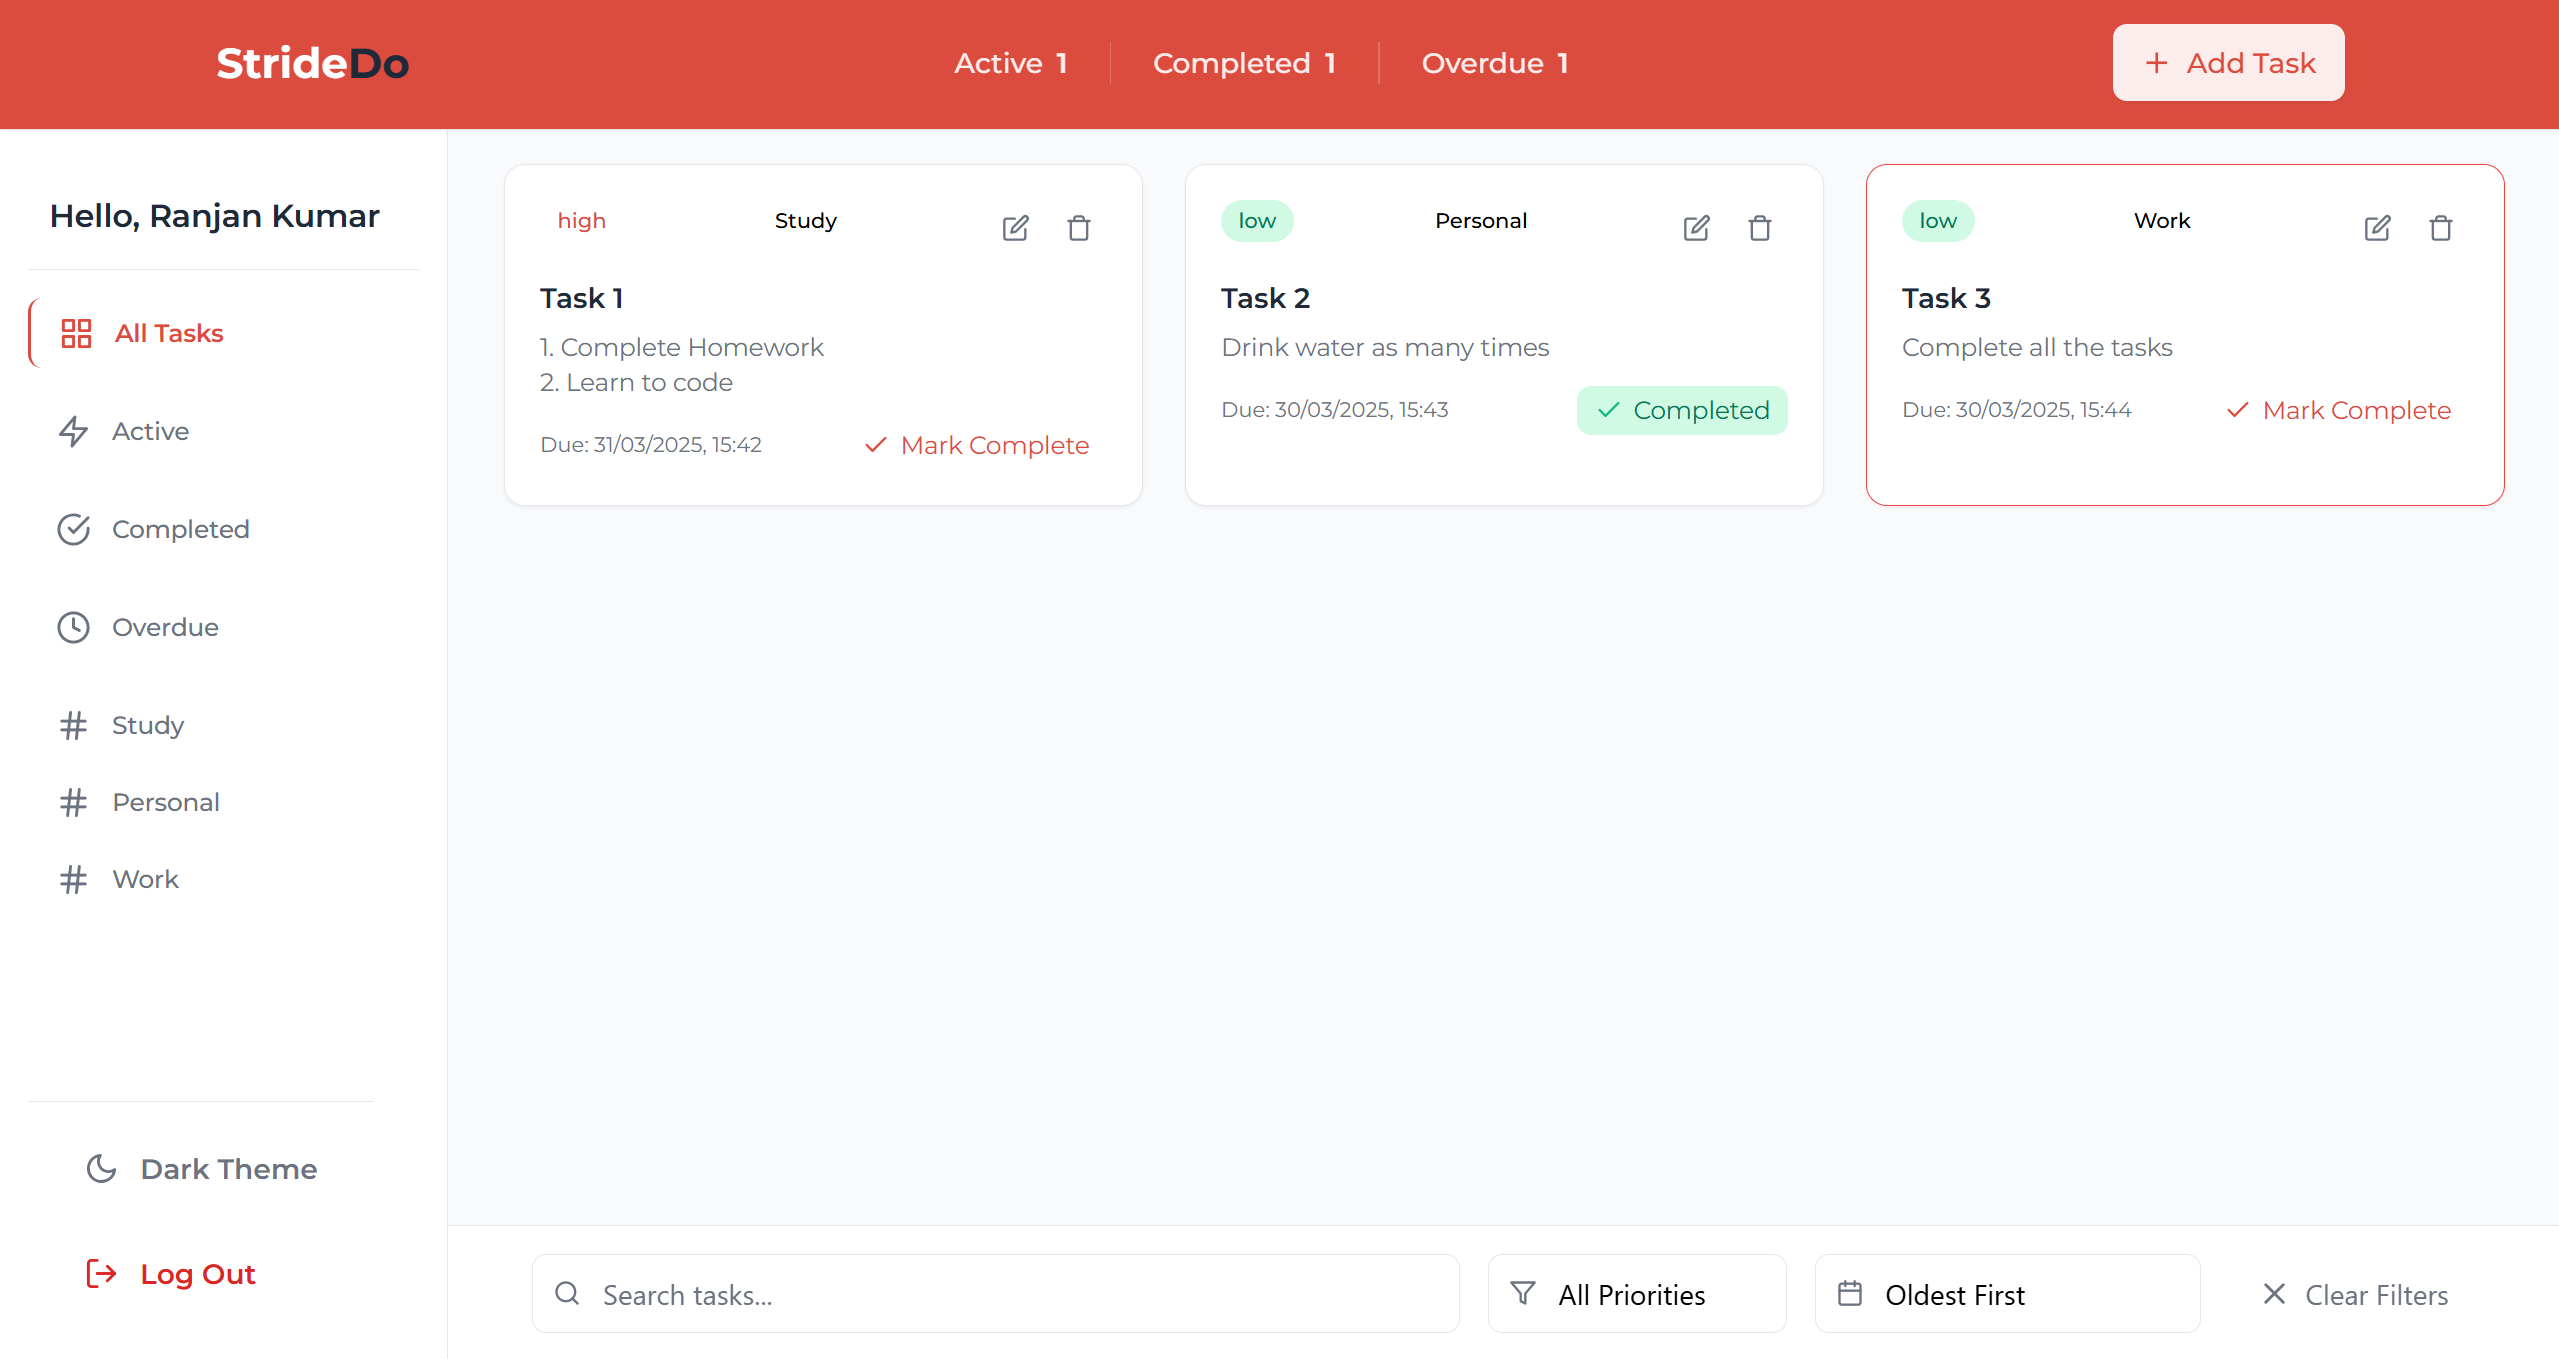 StrideDo
Active 1
Completed 1
Overdue 1
+ Add Task
Hello, Ranjan Kumar
All Tasks
Active
Completed
Overdue
# Study
# Personal
# Work
Dark Theme
Log Out
high Study
Task 1
1. Complete Homework
2. Learn to code
Due: 31/03/2025, 15:42 Mark Complete
low Personal
Task 2
Drink water as many times
Due: 30/03/2025, 15:43 Completed
low Work
Task 3
Complete all the tasks
Due: 30/03/2025, 15:44 Mark Complete
Search tasks...
All Priorities
Oldest First
Clear Filters